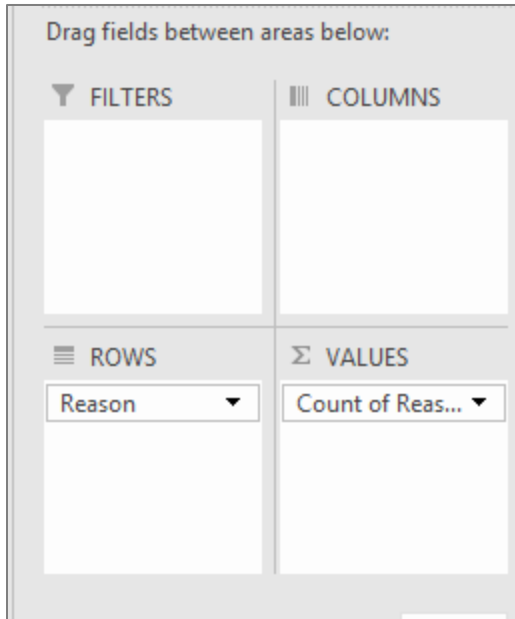 Drag fields between areas below:
FILTERS
COLUMNS
ROWS
Σ VALUES
Reason
Count of Reas...